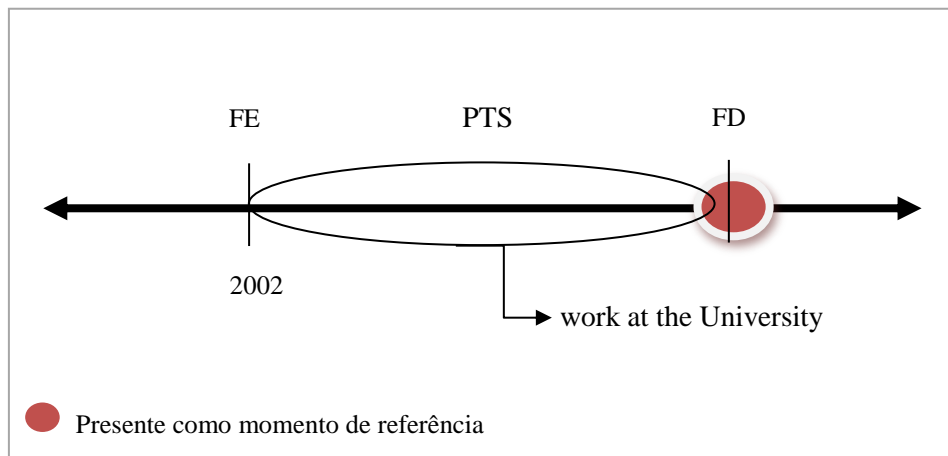 FE PTS FD
2002
work at the University
Presente como momento de referência